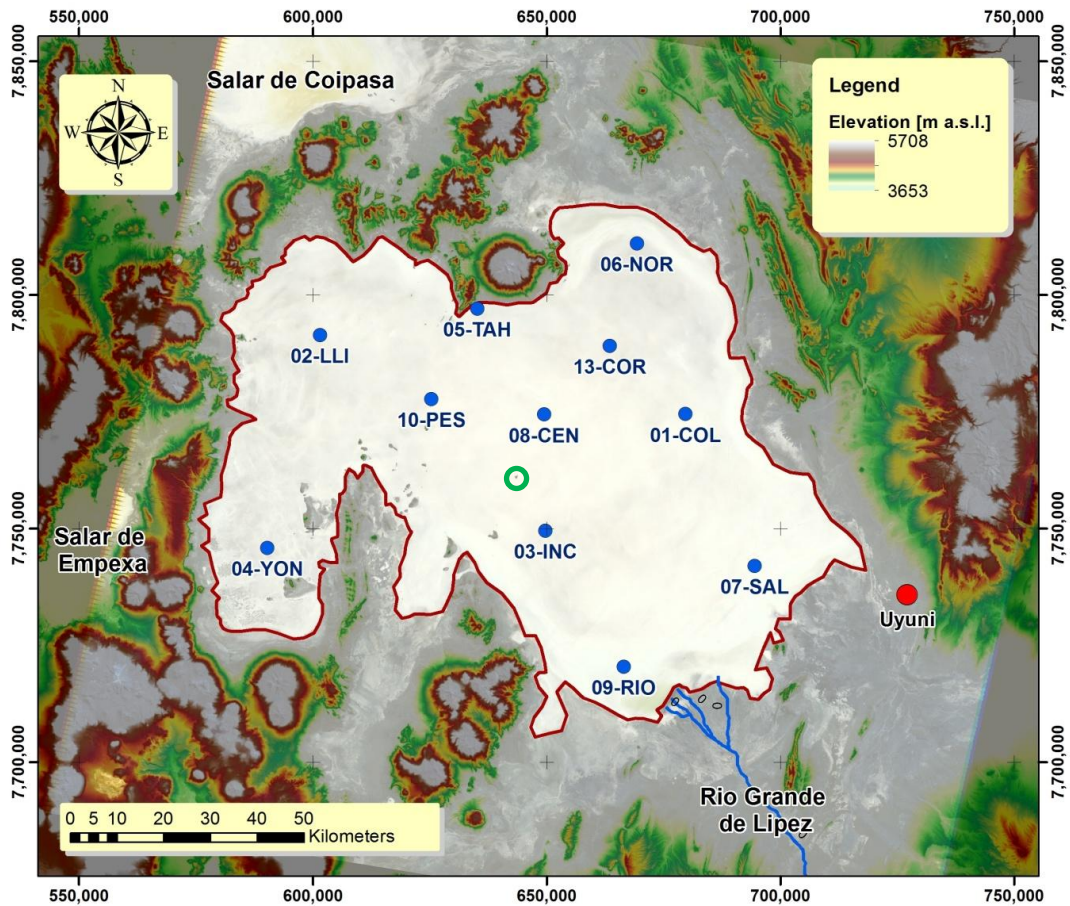 550,000 600,000 650,000 700,000 750,000
7,850,000
7,850,000
Salar de Coipasa
N
W E
S
Legend
Elevation [m a.s.l.]
5708
3653
7,800,000
7,800,000
06-NOR
05-TAH
02-LLI
13-COR
10-PES
08-CEN
01-COL
7,750,000
7,750,000
Salar de
Empexa
03-INC
04-YON
07-SAL
Uyuni
09-RIO
0
0
0
7,700,000
7,700,000
Rio Grande
de Lipez
0 5 10 20 30 40 50
Kilometers
550,000 600,000 650,000 700,000 750,000